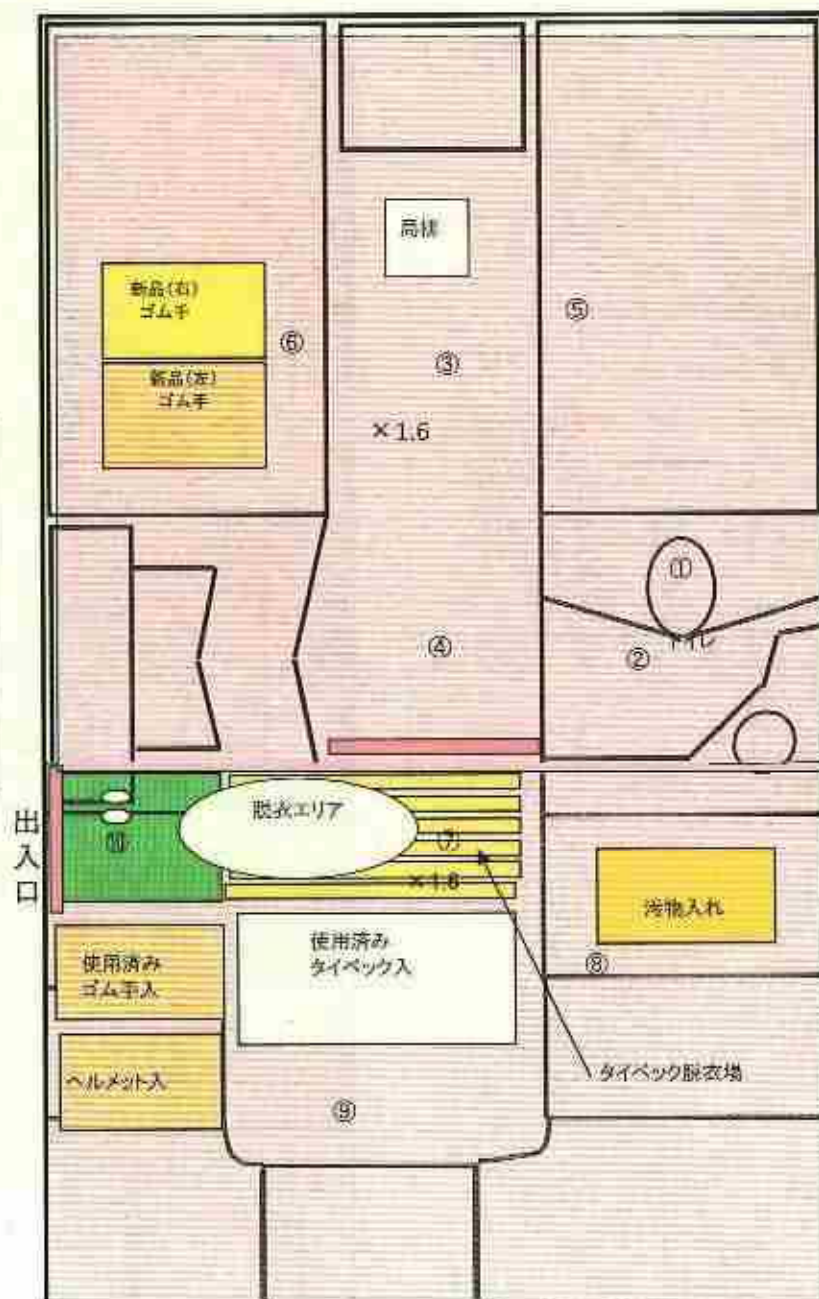 局排
新品(右)
ゴム手
⑤
⑥
③
新品(左)
ゴム手
×1.6
①
④
②
トイレ
出入口
脱衣エリア
⑩
⑦
×1.6
汚物入れ
使用済み
タイベック入
使用済み
ゴム手入
⑧
ヘルメット入
タイベック脱衣場
⑨